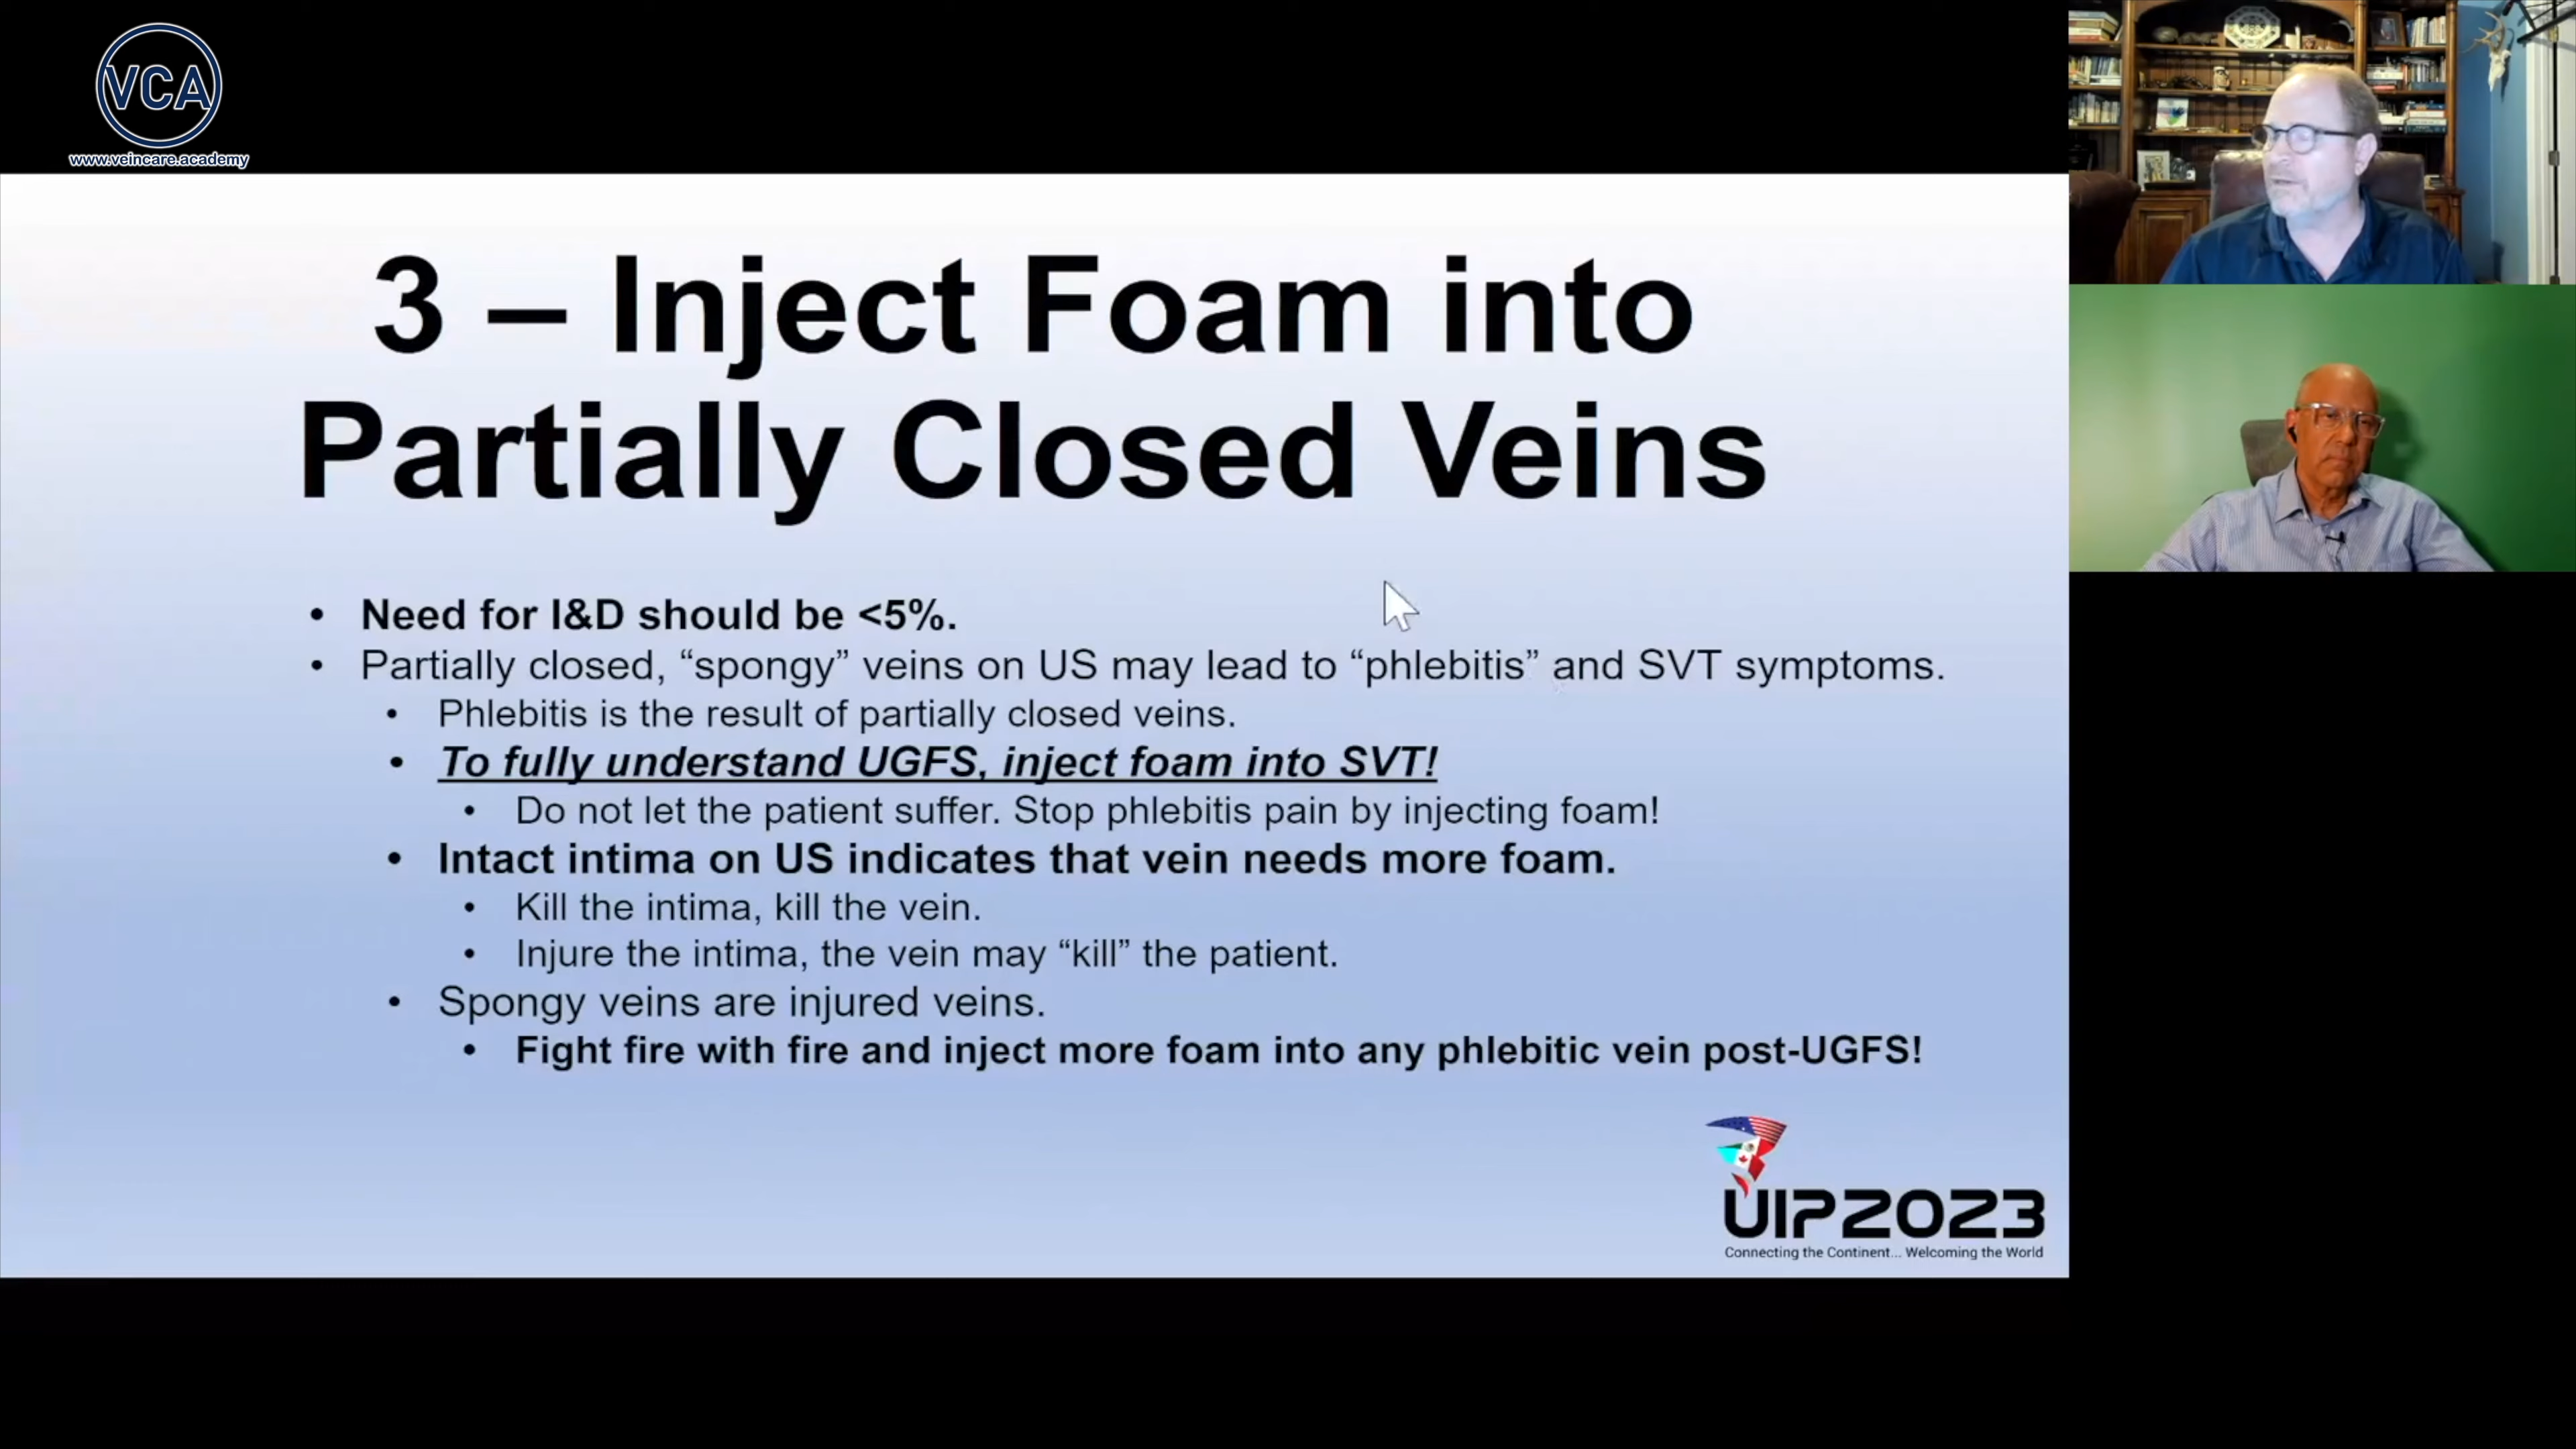 VCA
www.veincare.academy
3 – Inject Foam into
Partially Closed Veins
• Need for I&D should be <5%.
• Partially closed, “spongy” veins on US may lead to “phlebitis” and SVT symptoms.
• Phlebitis is the result of partially closed veins.
• To fully understand UGFS, inject foam into SVT!
• Do not let the patient suffer. Stop phlebitis pain by injecting foam!
• Intact intima on US indicates that vein needs more foam.
• Kill the intima, kill the vein.
• Injure the intima, the vein may “kill” the patient.
• Spongy veins are injured veins.
• Fight fire with fire and inject more foam into any phlebitic vein post-UGFS!
UIP2023
Connecting the Continent... Welcoming the World